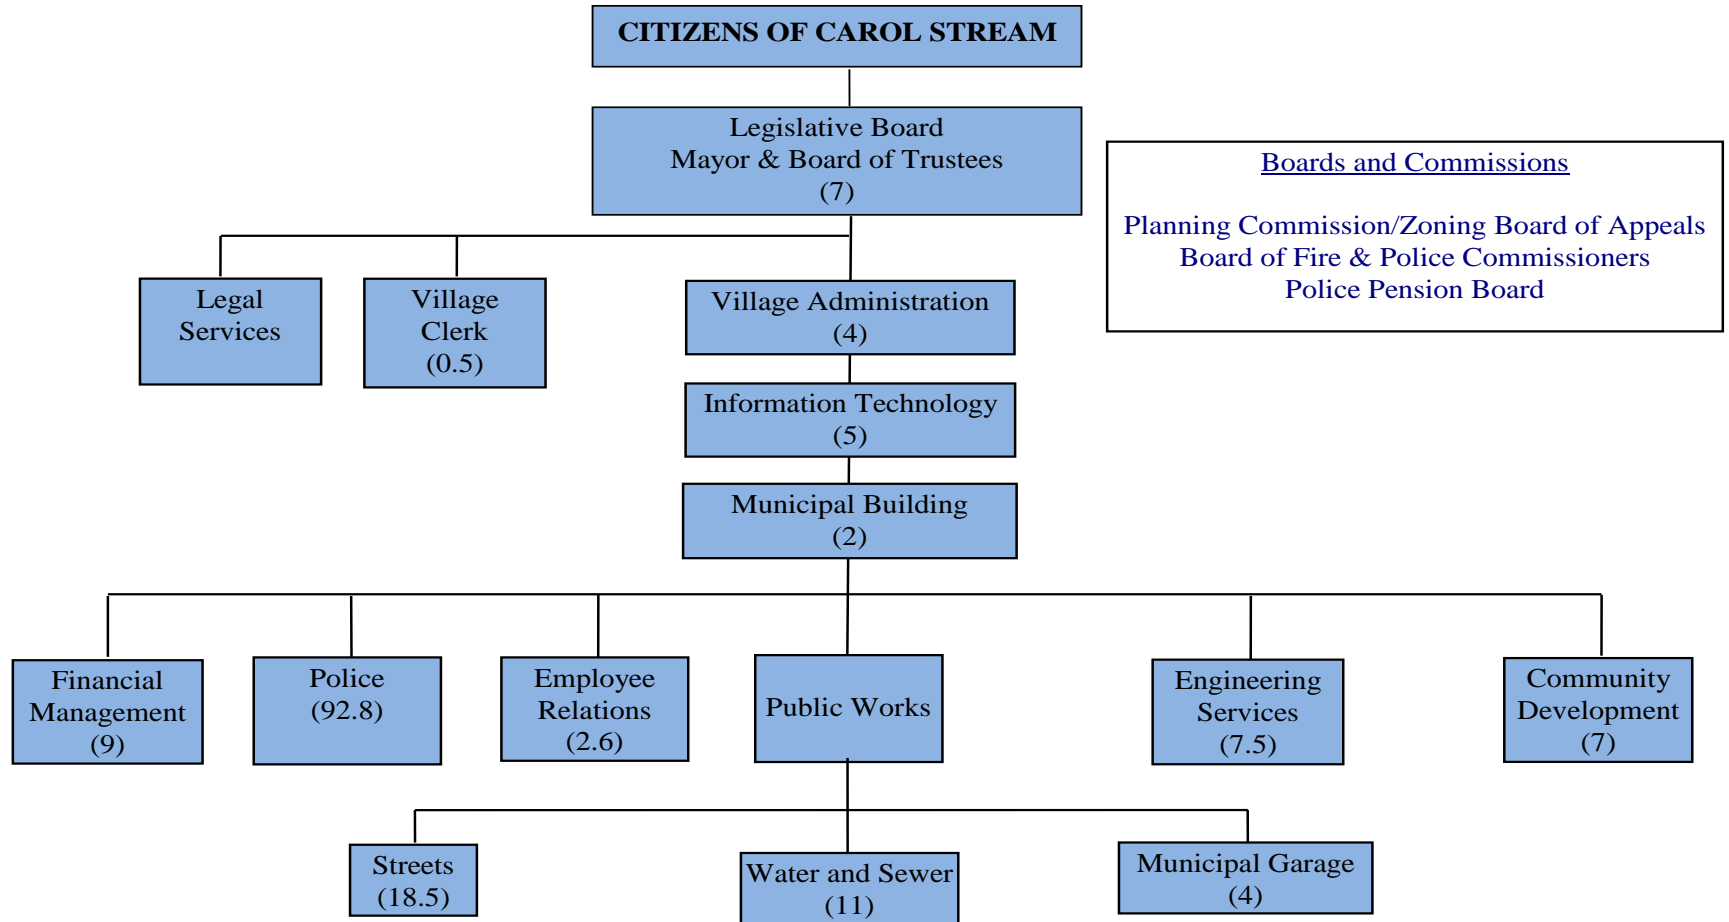 CITIZENS OF CAROL STREAM
Legislative Board
Mayor & Board of Trustees
(7)
Boards and Commissions
Planning Commission/Zoning Board of Appeals
Board of Fire & Police Commissioners
Police Pension Board
Legal
Services
Village
Clerk
(0.5)
Village Administration
(4)
Information Technology
(5)
Municipal Building
(2)
Financial
Management
(9)
Police
(92.8)
Employee
Relations
(2.6)
Public Works
Engineering
Services
(7.5)
Community
Development
(7)
Streets
(18.5)
Water and Sewer
(11)
Municipal Garage
(4)